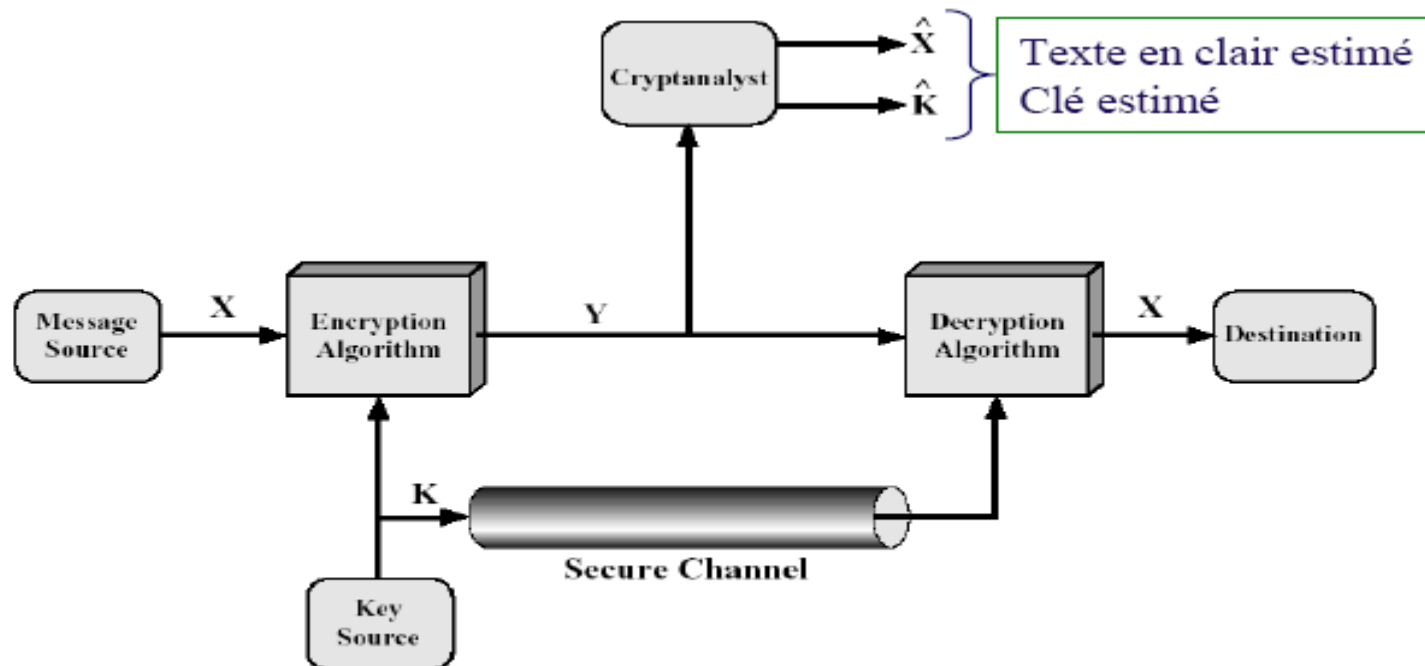 X̂
Cryptanalyst
K̂
Texte en clair estimé
Clé estimé
Message
Source
X
Encryption
Algorithm
Y
Decryption
Algorithm
X
Destination
K
Secure Channel
Key
Source